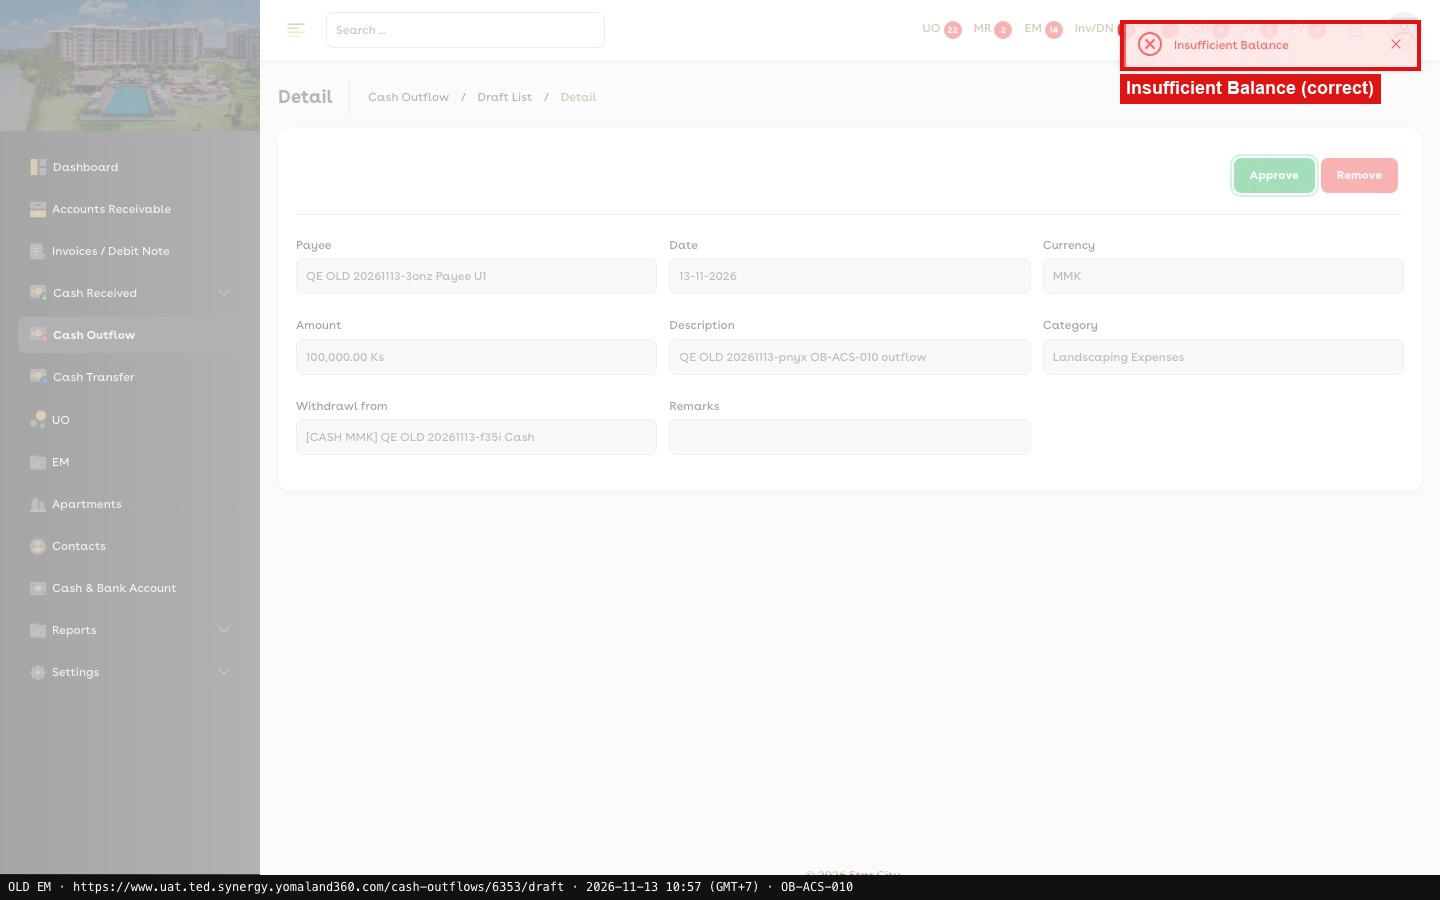 Search ...
UO 22 MR 2 EM 14 Inv/DN
Insufficient Balance
Insufficient Balance (correct)
Detail
Cash Outflow / Draft List / Detail
Approve Remove
Dashboard
Accounts Receivable
Invoices / Debit Note
Cash Received
Cash Outflow
Cash Transfer
UO
EM
Apartments
Contacts
Cash & Bank Account
Reports
Settings
Payee Date Currency
QE OLD 20261113-3onz Payee U1 13-11-2026 MMK
Amount Description Category
100,000.00 Ks QE OLD 20261113-pnyx OB-ACS-010 outflow Landscaping Expenses
Withdrawl from Remarks
[CASH MMK] QE OLD 20261113-f35i Cash
© 2026 Star City
OLD EM · https://www.uat.ted.synergy.yomaland360.com/cash-outflows/6353/draft · 2026-11-13 10:57 (GMT+7) · OB-ACS-010